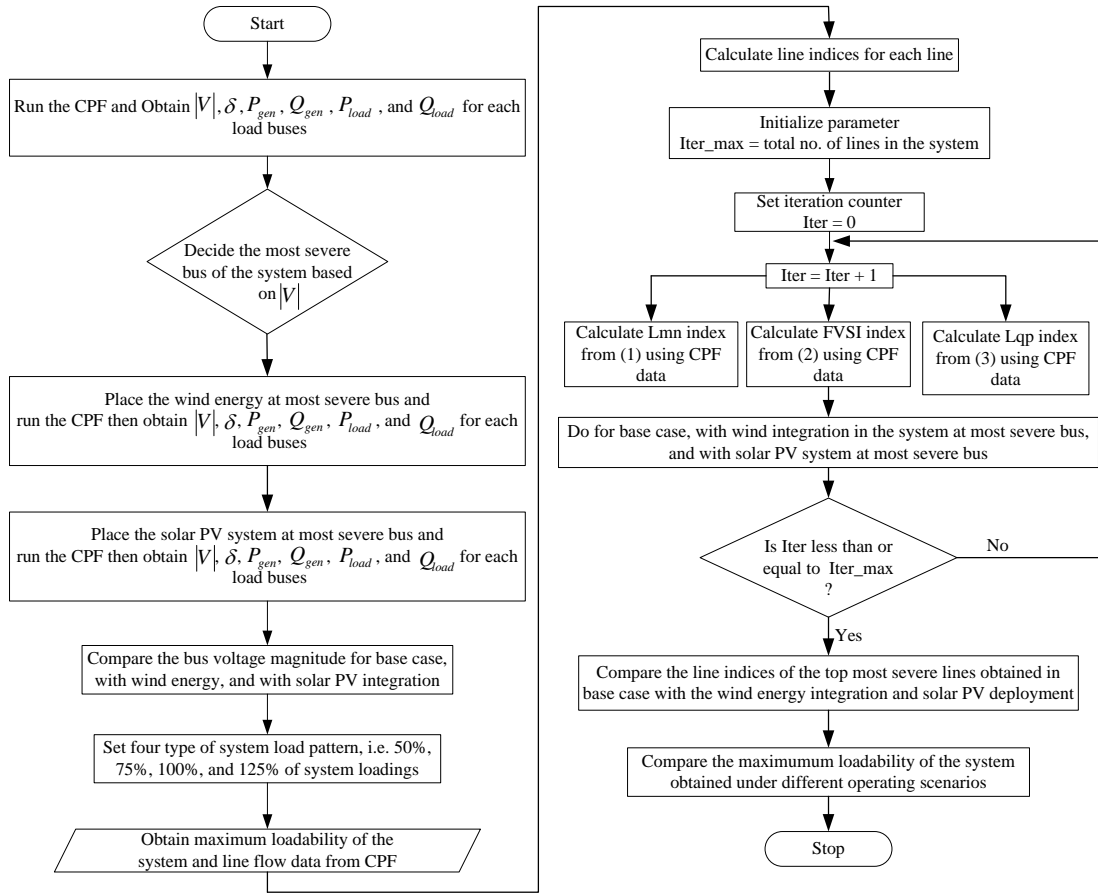 Start
Run the CPF and Obtain |V|, δ, P_gen, Q_gen, P_load, and Q_load for each
load buses
Decide the most severe
bus of the system based
on |V|
Place the wind energy at most severe bus and
run the CPF then obtain |V|, δ, P_gen, Q_gen, P_load, and Q_load for each
load buses
Place the solar PV system at most severe bus and
run the CPF then obtain |V|, δ, P_gen, Q_gen, P_load, and Q_load for each
load buses
Compare the bus voltage magnitude for base case,
with wind energy, and with solar PV integration
Set four type of system load pattern, i.e. 50%,
75%, 100%, and 125% of system loadings
Obtain maximum loadability of the
system and line flow data from CPF
Calculate line indices for each line
Initialize parameter
Iter_max = total no. of lines in the system
Set iteration counter
Iter = 0
Iter = Iter + 1
Calculate Lmn index
from (1) using CPF
data
Calculate FVSI index
from (2) using CPF
data
Calculate Lqp index
from (3) using CPF
data
Do for base case, with wind integration in the system at most severe bus,
and with solar PV system at most severe bus
Is Iter less than or
equal to Iter_max
?
No
Yes
Compare the line indices of the top most severe lines obtained in
base case with the wind energy integration and solar PV deployment
Compare the maximumum loadability of the system
obtained under different operating scenarios
Stop